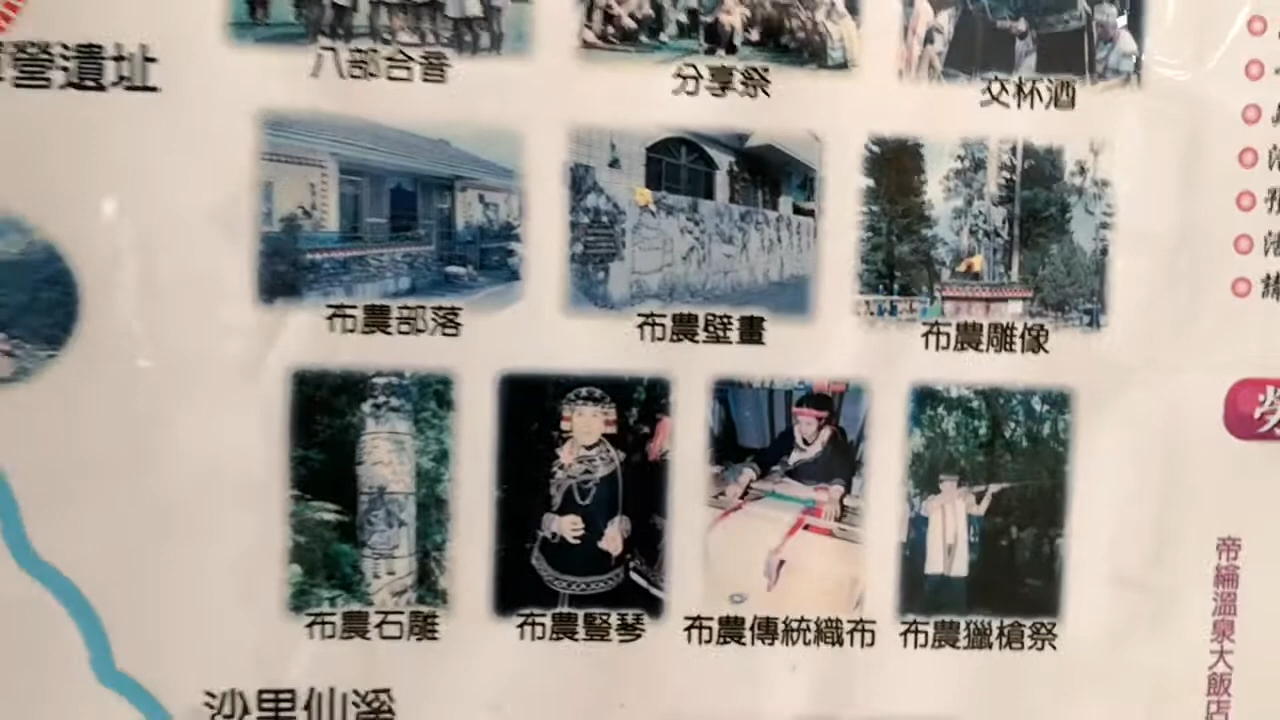 營遺址
八部合音
分享祭
交杯酒
布農部落
布農壁畫
布農雕像
布農石雕
布農豎琴
布農傳統織布
布農獵槍祭
沙里仙溪
帝綸溫泉大飯店